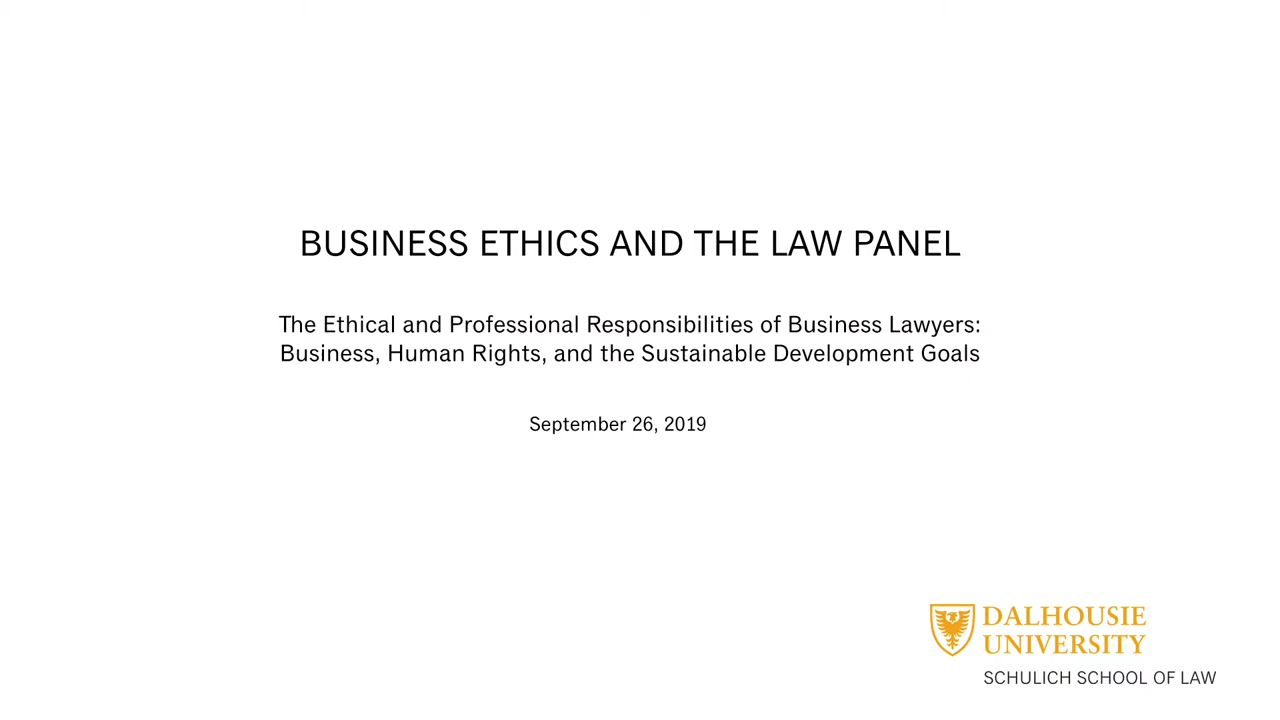 BUSINESS ETHICS AND THE LAW PANEL
The Ethical and Professional Responsibilities of Business Lawyers:
Business, Human Rights, and the Sustainable Development Goals
September 26, 2019
DALHOUSIE
UNIVERSITY
SCHULICH SCHOOL OF LAW